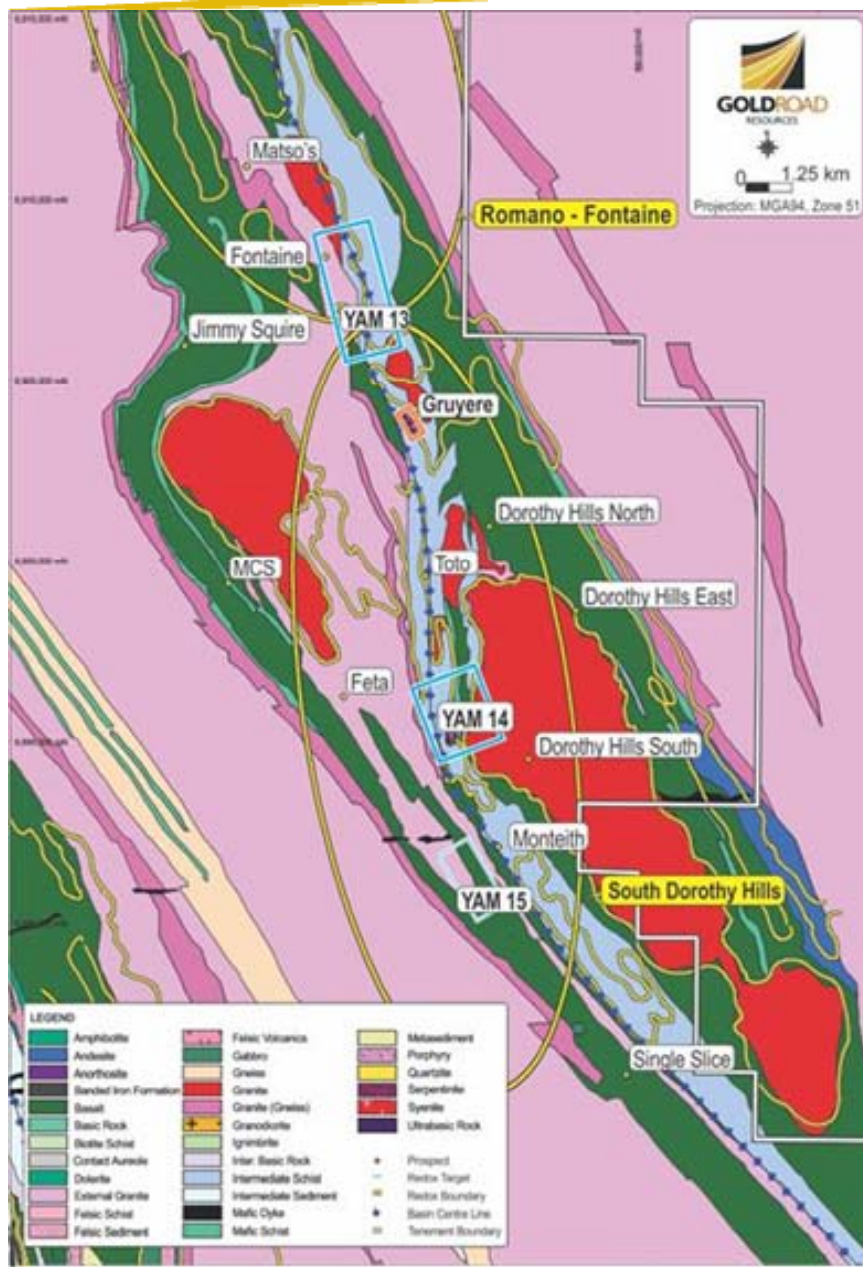 GOLDROAD
RESOURCES
0 1.25 km
Projection: MGA94, Zone 51
Matso's
Romano - Fontaine
Fontaine
YAM 13
Jimmy Squire
Gruyere
Dorothy Hills North
MCS
Toto
Dorothy Hills East
Feta
YAM 14
Dorothy Hills South
Monteith
YAM 15
South Dorothy Hills
Single Slice
LEGEND
Amphibolite
Andesite
Anorthosite
Banded Iron Formation
Basalt
Basic Rock
Biotite Schist
Contact Aureole
Dolerite
External Granite
Felsic Schist
Felsic Sediment
Felsic Volcanics
Gabbro
Gneiss
Granite
Granite (Gneiss)
Granodiorite
Ignimbrite
Inter. Basic Rock
Intermediate Schist
Intermediate Sediment
Mafic Dyke
Mafic Schist
Metasediment
Porphyry
Quartzite
Serpentinite
Syenite
Ultrabasic Rock
Prospect
Redox Target
Redox Boundary
Basin Centre Line
Tenement Boundary